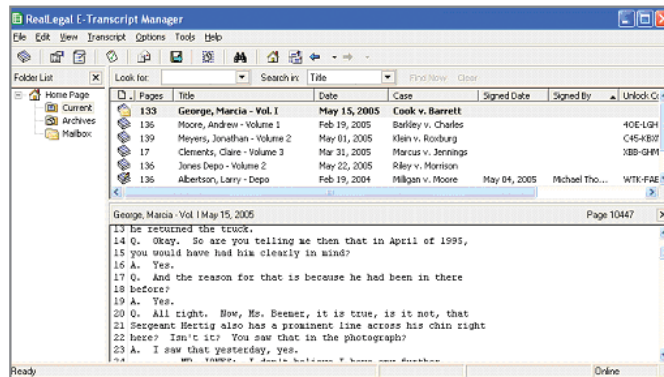 RealLegal E-Transcript Manager
File Edit View Transcript Options Tools Help
Folder List
Look for: Search in: Title Find Now Clear
Home Page
Current
Archives
Mailbox
D. Pages Title Date Case Signed Date Signed By Unlock Co
133 George, Marcia - Vol. I May 15, 2005 Cook v. Barrett
136 Moore, Andrew - Volume 1 Feb 19, 2005 Barkley v. Charles 4OE-LGH
139 Meyers, Jonathan - Volume 2 May 01, 2005 Klein v. Roxburg C45-KBX
17 Clements, Claire - Volume 3 Mar 31, 2005 Marcus v. Jennings XBB-GHM
136 Jones Depo - Volume 2 May 22, 2005 Riley v. Morrison
136 Albertson, Larry - Depo Feb 19, 2004 Milligan v. Moore May 04, 2005 Michael Tho... WTK-FAE
George, Marcia - Vol. I May 15, 2005 Page 10447
13 he returned the truck.
14 Q. Okay. So are you telling me then that in April of 1995,
15 you would have had him clearly in mind?
16 A. Yes.
17 Q. And the reason for that is because he had been in there
18 before?
19 A. Yes.
20 Q. All right. Now, Ms. Beemer, it is true, is it not, that
21 Sergeant Hertig also has a prominent line across his chin right
22 here? Isn't it? You saw that in the photograph?
23 A. I saw that yesterday, yes.
Ready Online